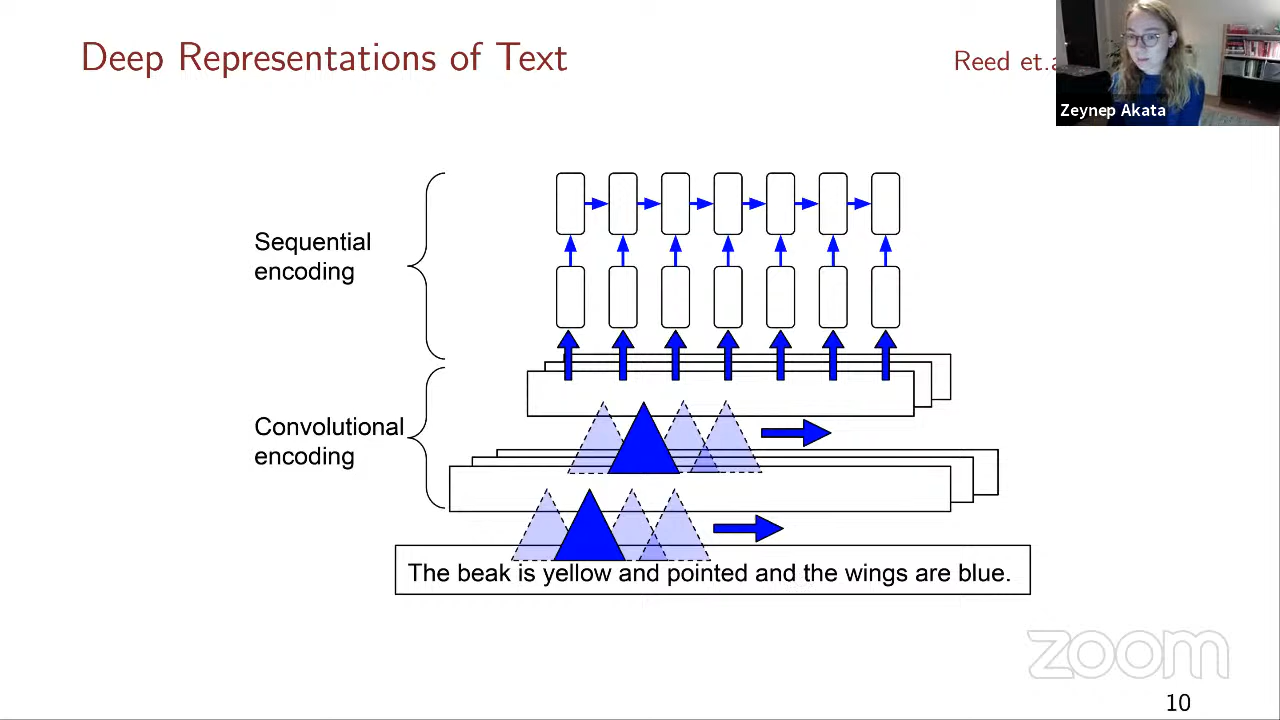 Deep Representations of Text
Reed et.
Zeynep Akata
Sequential
encoding
Convolutional
encoding
The beak is yellow and pointed and the wings are blue.
zoom
10